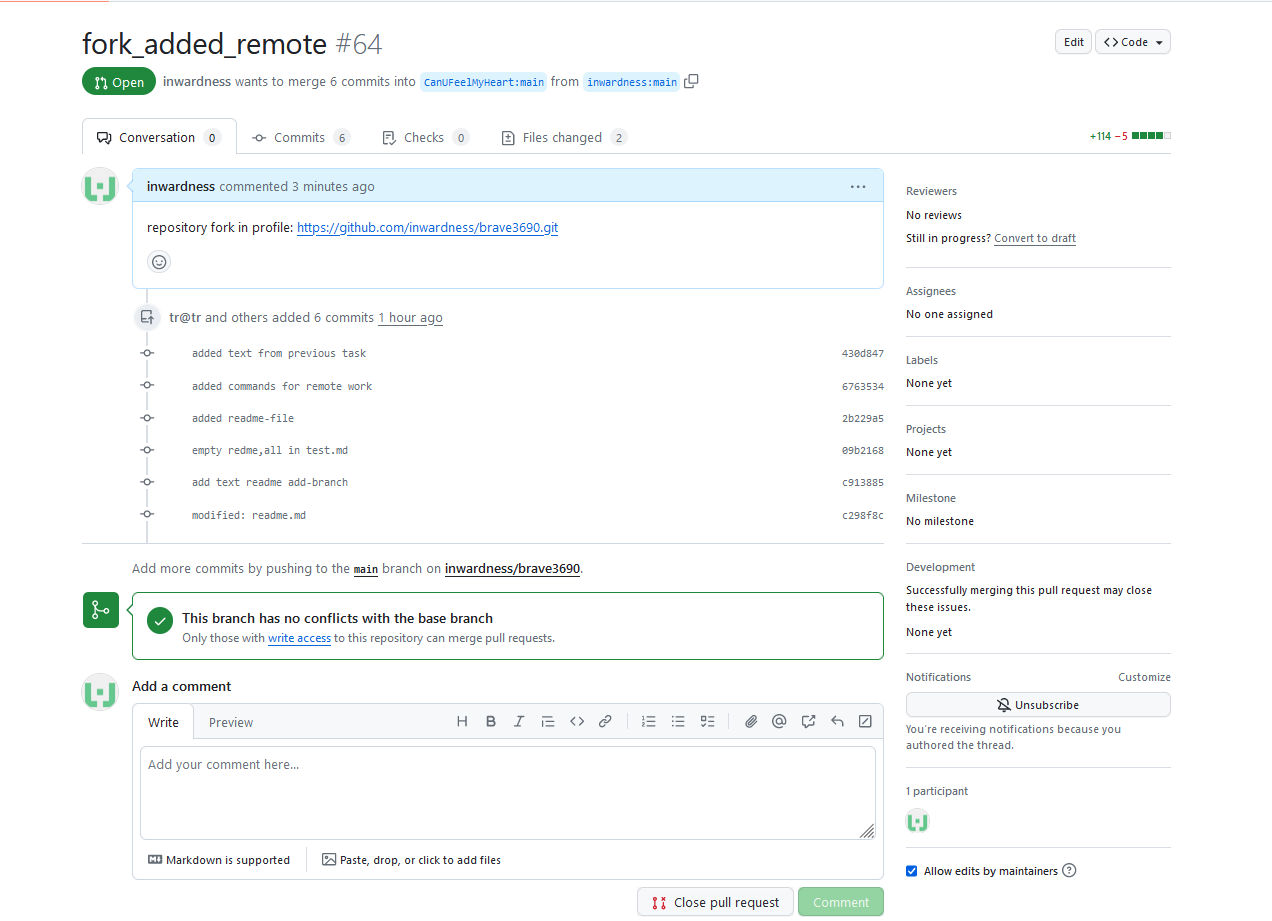 fork_added_remote #64
Edit
Code
Open
inwardness wants to merge 6 commits into CanUFeelMyHeart:main from inwardness:main
Conversation 0
Commits 6
Checks 0
Files changed 2
+114 −5
inwardness commented 3 minutes ago
repository fork in profile: https://github.com/inwardness/brave3690.git
tr@tr and others added 6 commits 1 hour ago
added text from previous task 430d847
added commands for remote work 6763534
added readme-file 2b229a5
empty redme,all in test.md 09b2168
add text readme add-branch c913885
modified: readme.md c298f8c
Add more commits by pushing to the main branch on inwardness/brave3690.
This branch has no conflicts with the base branch
Only those with write access to this repository can merge pull requests.
Add a comment
Write
Preview
Add your comment here...
Markdown is supported
Paste, drop, or click to add files
Close pull request
Comment
Reviewers
No reviews
Still in progress? Convert to draft
Assignees
No one assigned
Labels
None yet
Projects
None yet
Milestone
No milestone
Development
Successfully merging this pull request may close
these issues.
None yet
Notifications
Customize
Unsubscribe
You're receiving notifications because you
authored the thread.
1 participant
Allow edits by maintainers